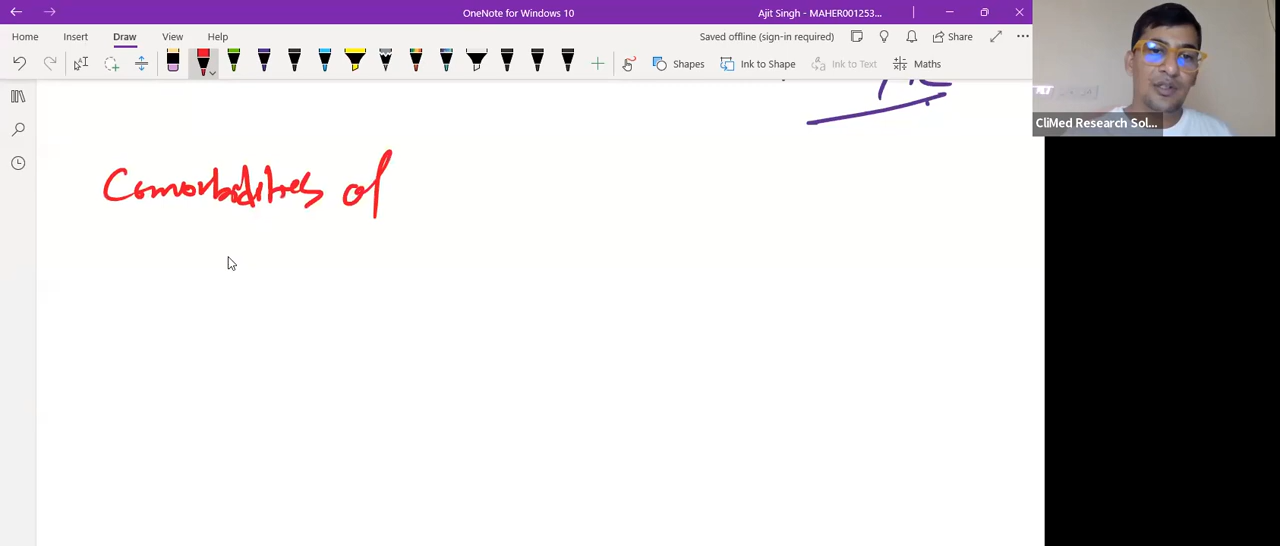 OneNote for Windows 10
Ajit Singh - MAHER001253...
Home Insert Draw View Help
Saved offline (sign-in required)
Share
Shapes
Ink to Shape
Ink to Text
Maths
CliMed Research Sol...
Comorbidities of